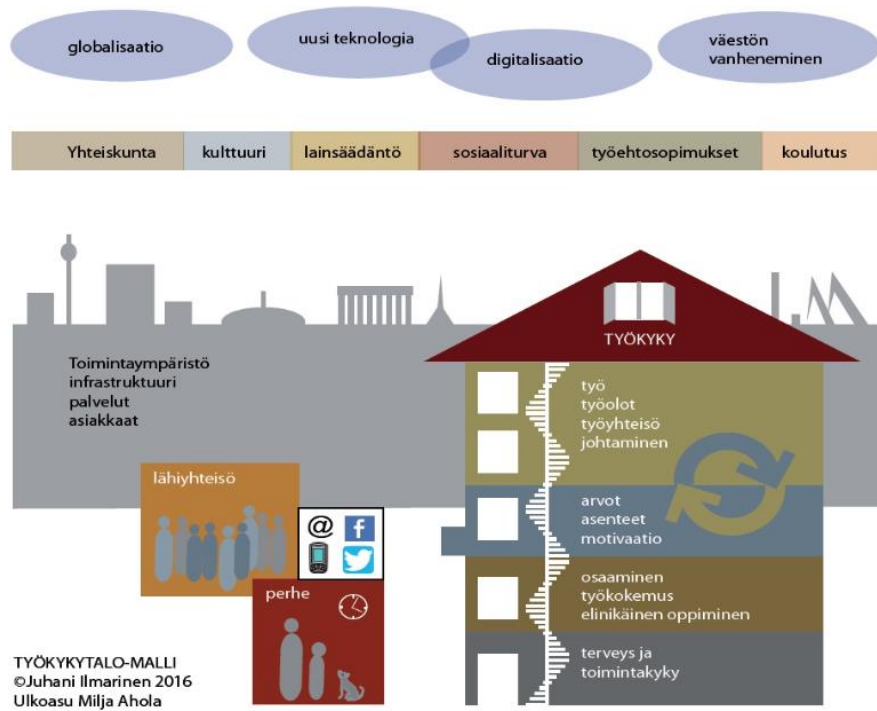 globalisaatio
uusi teknologia
digitalisaatio
väestön
vanheneminen
Yhteiskunta kulttuuri lainsäädäntö sosiaaliturva työehtosopimukset koulutus
TYÖKYKY
Toimintaympäristö
infrastruktuuri
palvelut
asiakkaat
työ
työolot
työyhteisö
johtaminen
lähiyhteisö
@
f
arvot
asenteet
motivaatio
perhe
osaaminen
työkokemus
elinikäinen oppiminen
terveys ja
toimintakyky
TYÖKYKYTALO-MALLI
©Juhani Ilmarinen 2016
Ulkoasu Milja Ahola